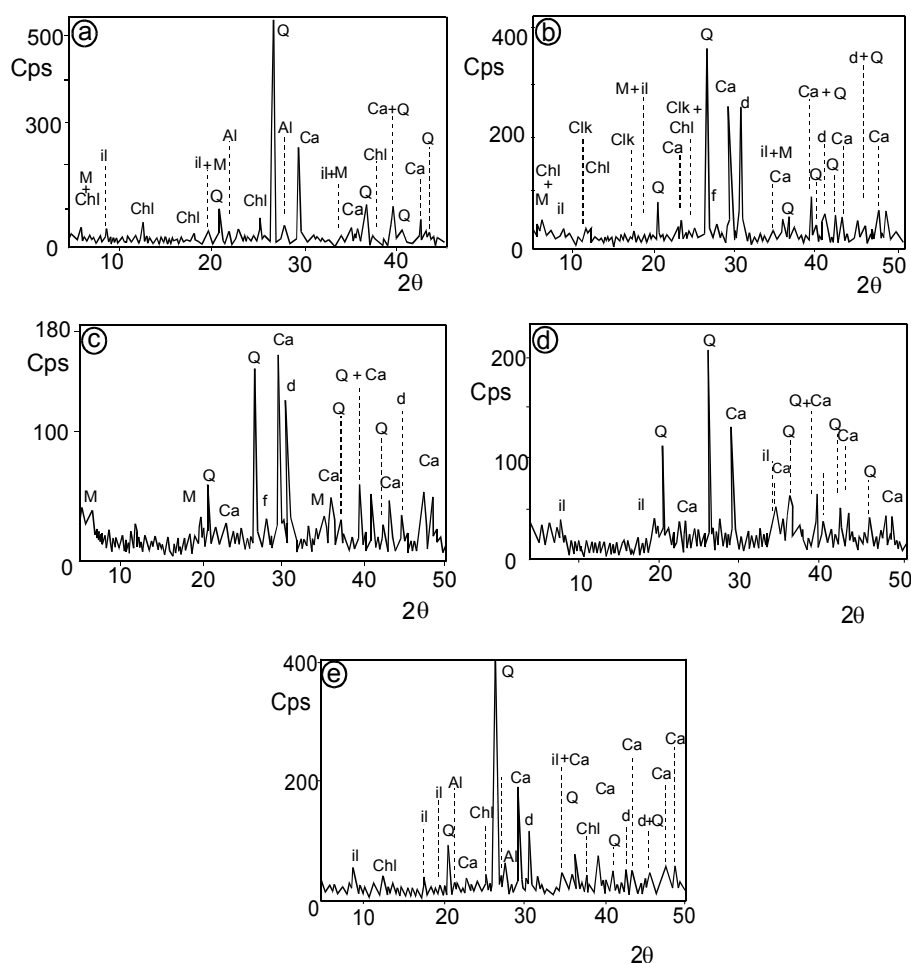 a
500
Cps
300
0
M
+
Chl
il
Chl
Chl
il+M
Q
Al
Chl
Q
Al
Ca
il+M
Ca
Q
Chl
Ca+Q
Q
Ca
Q
10
20
30
40
2θ
b
400
Cps
200
0
Chl
+
M
il
Clk
Chl
Clk
M+il
Q
Ca
Clk +
Chl
Q
f
Ca
d
il+M
Ca
Q
Ca + Q
Q
d
Q
Ca
d+Q
Ca
10
20
30
40
50
2θ
c
180
Cps
100
0
M
M
Q
Ca
Q
f
Ca
d
M
Ca
Q
Q + Ca
Q
Ca
d
Ca
10
20
30
40
50
2θ
d
200
Cps
100
0
il
il
Q
Ca
Q
Ca
il
Ca
Q
Q+Ca
Q
Ca
Q
Ca
10
20
30
40
50
2θ
e
400
Cps
200
0
il
Chl
il
il
Q
Al
Ca
Chl
Q
Al
Ca
d
il+Ca
Q
Chl
Ca
Q
d
Ca
d+Q
Ca
Ca
10
20
30
40
50
2θ